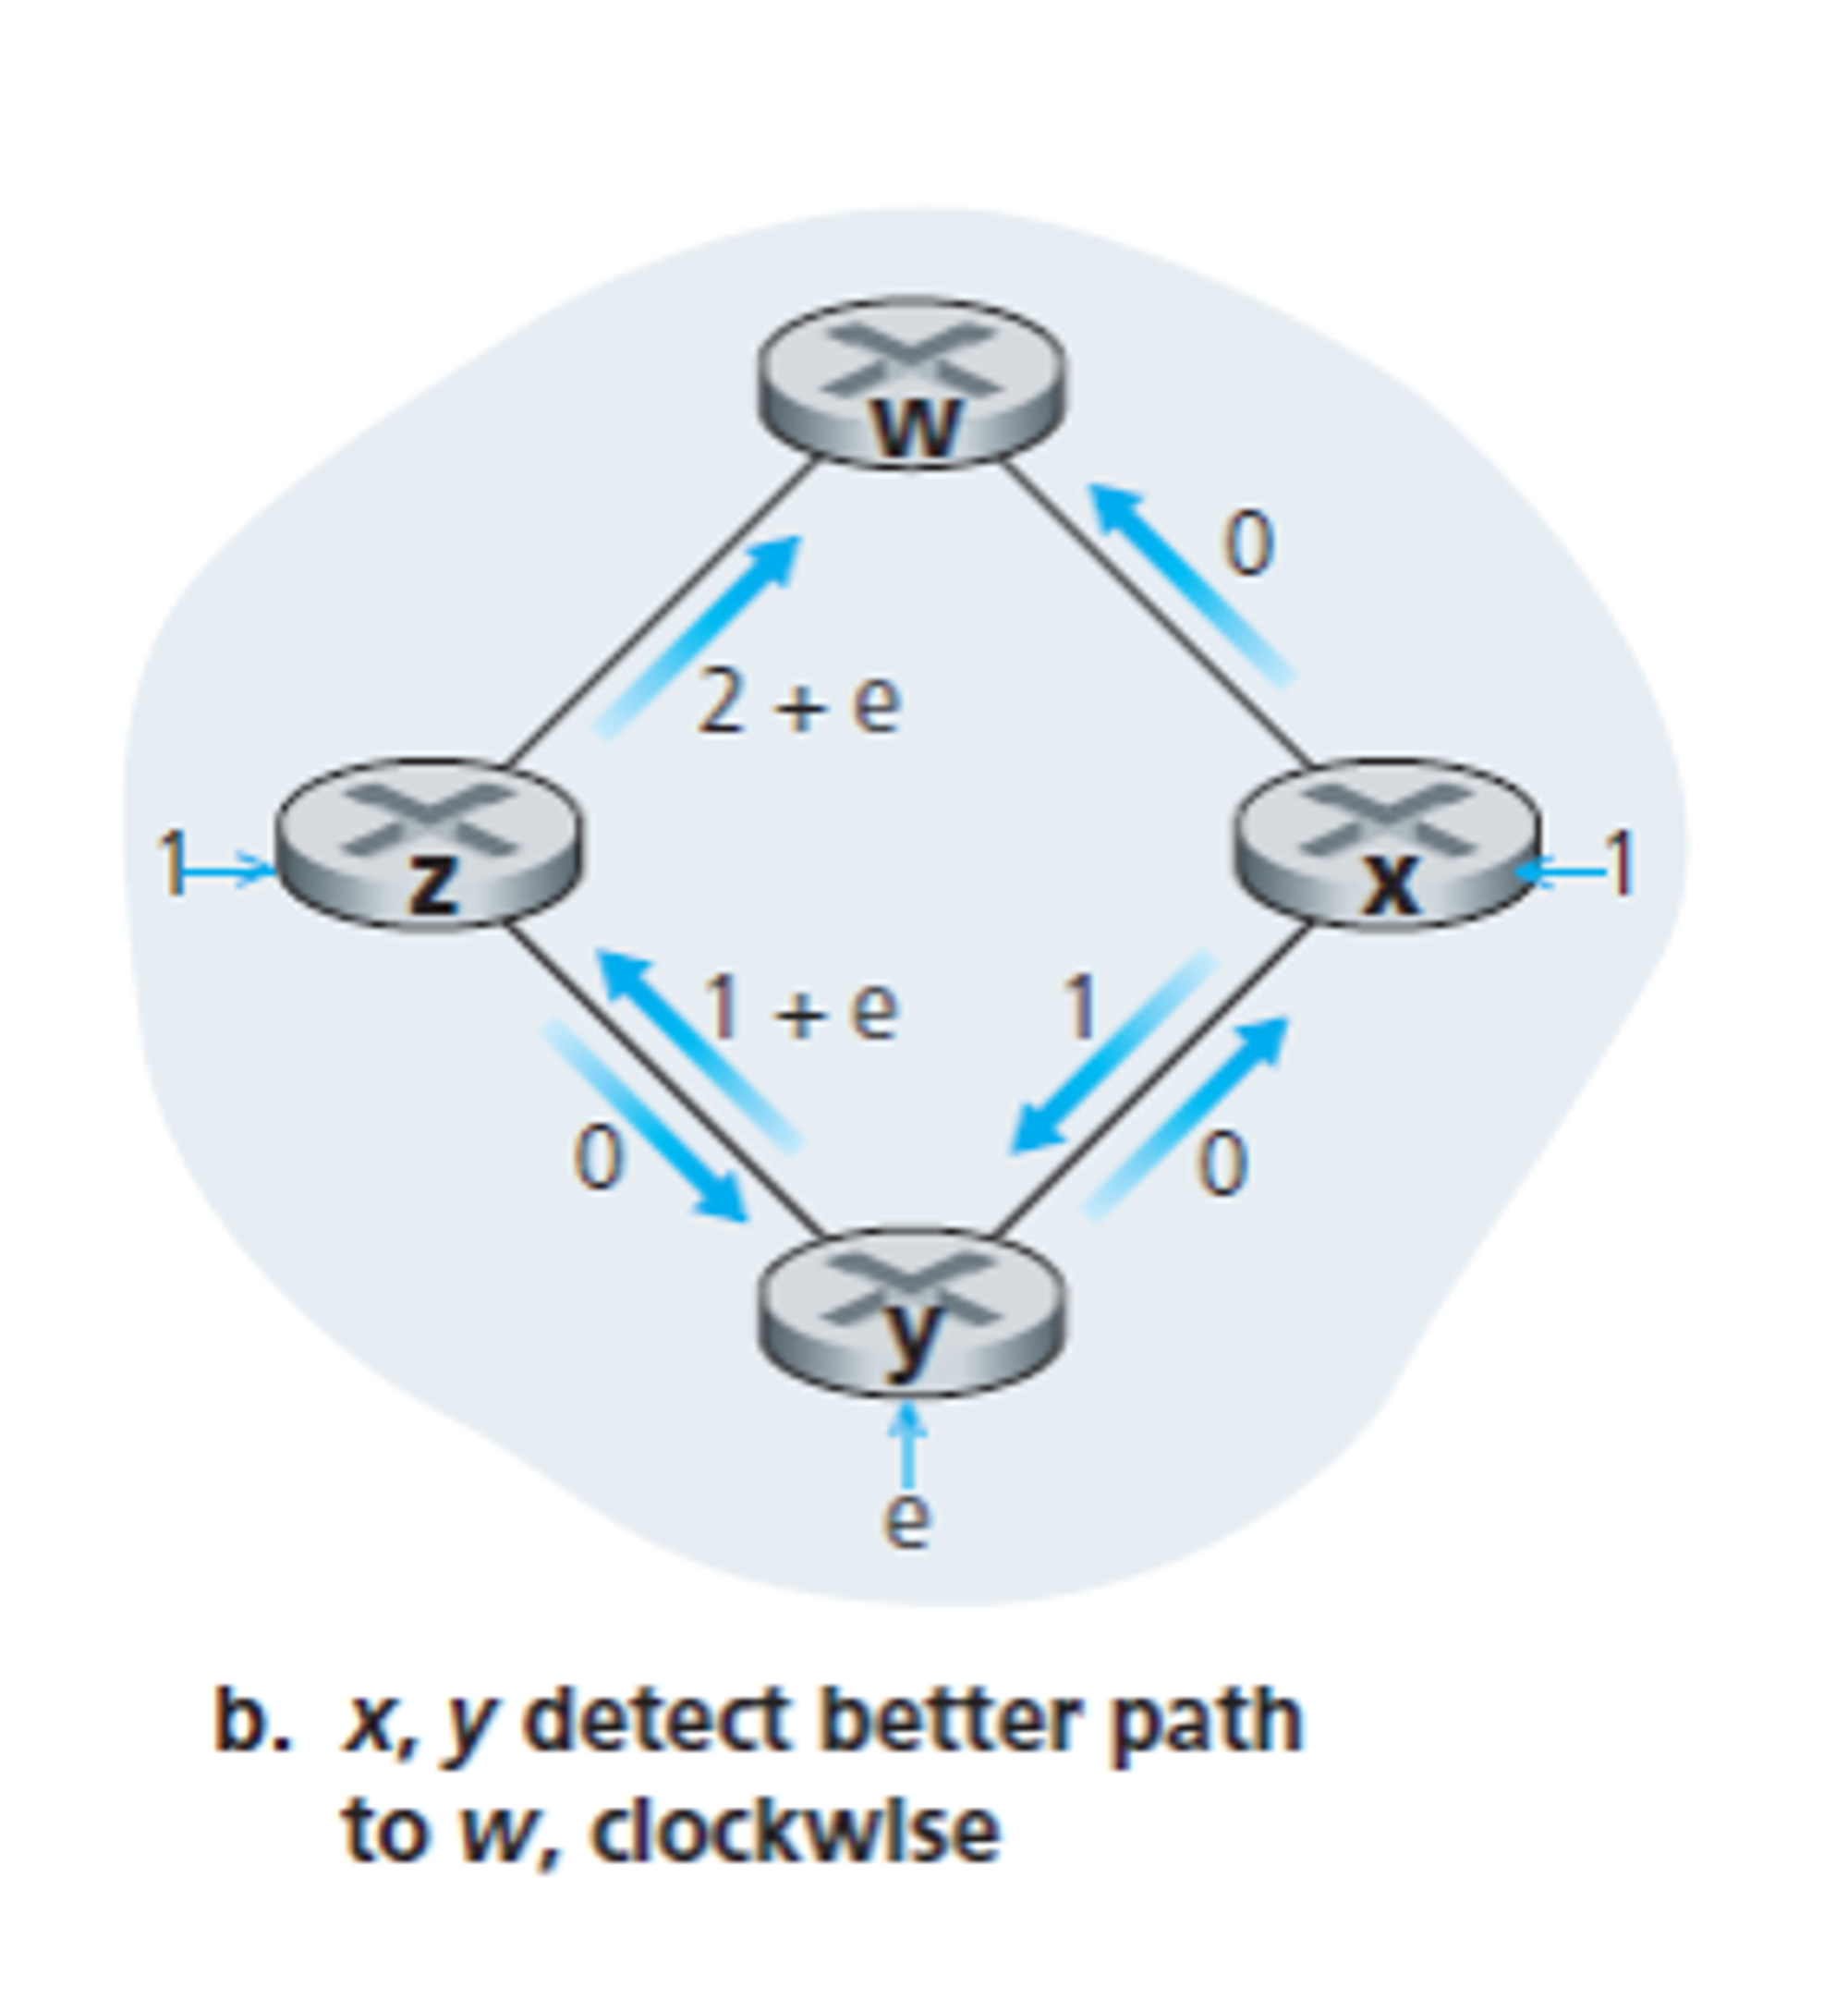 w
0
2 + e
1
z
x
1
1 + e
1
0
0
y
e
b. x, y detect better path
to w, clockwise